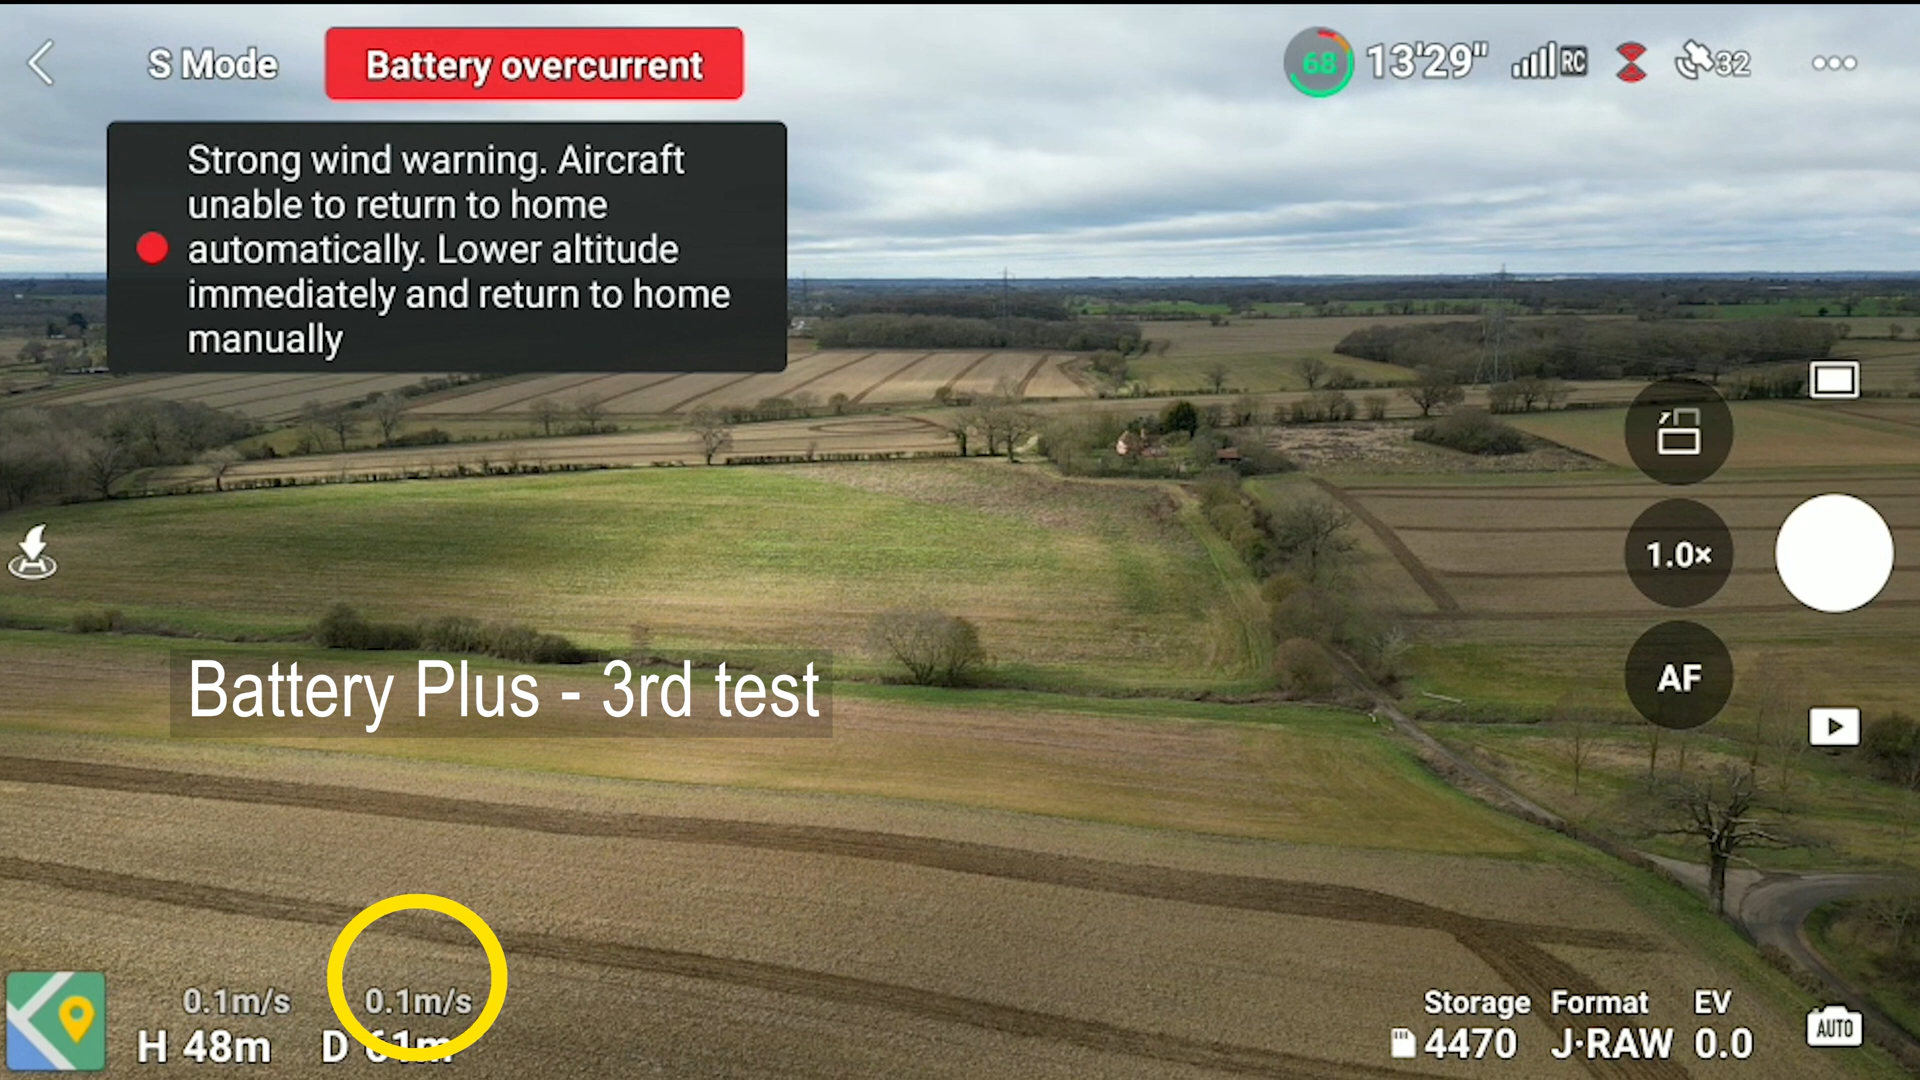 S Mode
Battery overcurrent
68
13'29"
RC
32
Strong wind warning. Aircraft
unable to return to home
automatically. Lower altitude
immediately and return to home
manually
1.0×
AF
Battery Plus - 3rd test
0.1m/s
0.1m/s
H 48m
D 61m
Storage
Format
EV
4470
J·RAW
0.0
AUTO